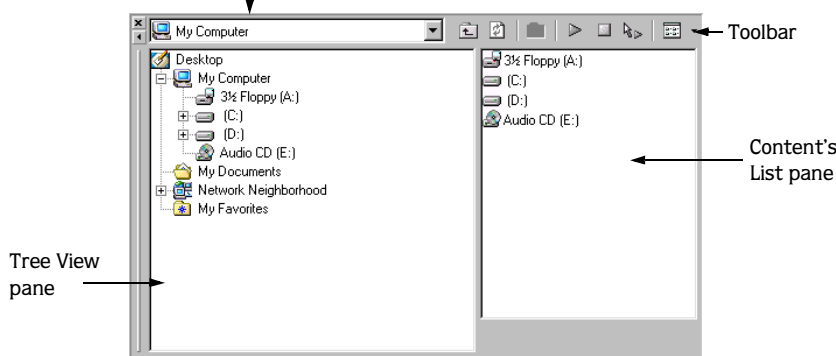 My Computer
Toolbar
Desktop
My Computer
3½ Floppy (A:)
(C:)
(D:)
Audio CD (E:)
My Documents
Network Neighborhood
My Favorites
3½ Floppy (A:)
(C:)
(D:)
Audio CD (E:)
Content's
List pane
Tree View
pane